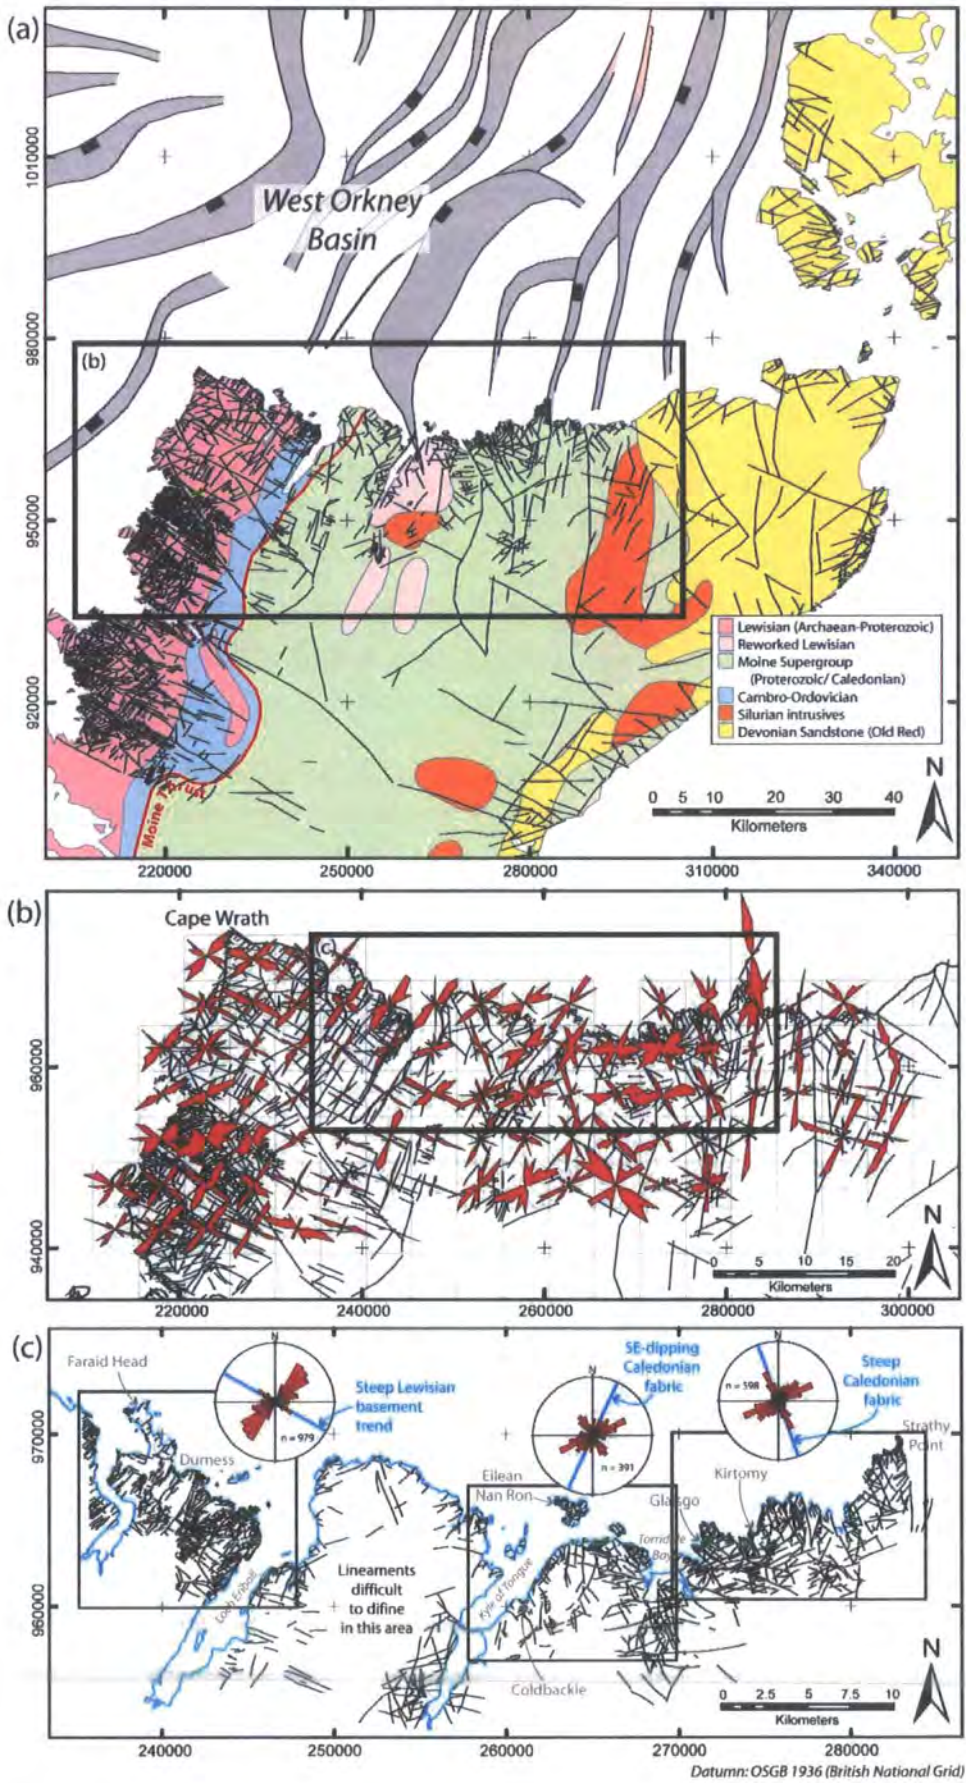 (a)
West Orkney
Basin
(b)
1010000
980000
950000
920000
Lewisian (Archaean-Proterozoic)
Reworked Lewisian
Moine Supergroup
(Proterozoic/ Caledonian)
Cambro-Ordovician
Silurian intrusives
Devonian Sandstone (Old Red)
Moine Thrust
N
0 5 10 20 30 40
Kilometers
220000 250000 280000 310000 340000
(b)
Cape Wrath
(c)
960000
940000
N
0 5 10 15 20
Kilometers
220000 240000 260000 280000 300000
(c)
Faraid Head
N
n = 979
Steep Lewisian
basement
trend
N
n = 391
SE-dipping
Caledonian
fabric
N
n = 598
Steep
Caledonian
fabric
Strathy
Point
970000
960000
Durness
Eilean
Nan Ron
Kirtomy
Glasgo
Torrisdale
Bay
Loch Eriboll
Kyle of Tongue
Lineaments
difficult
to difine
in this area
Coldbackle
N
0 2.5 5 7.5 10
Kilometers
240000 250000 260000 270000 280000
Datumn: OSGB 1936 (British National Grid)